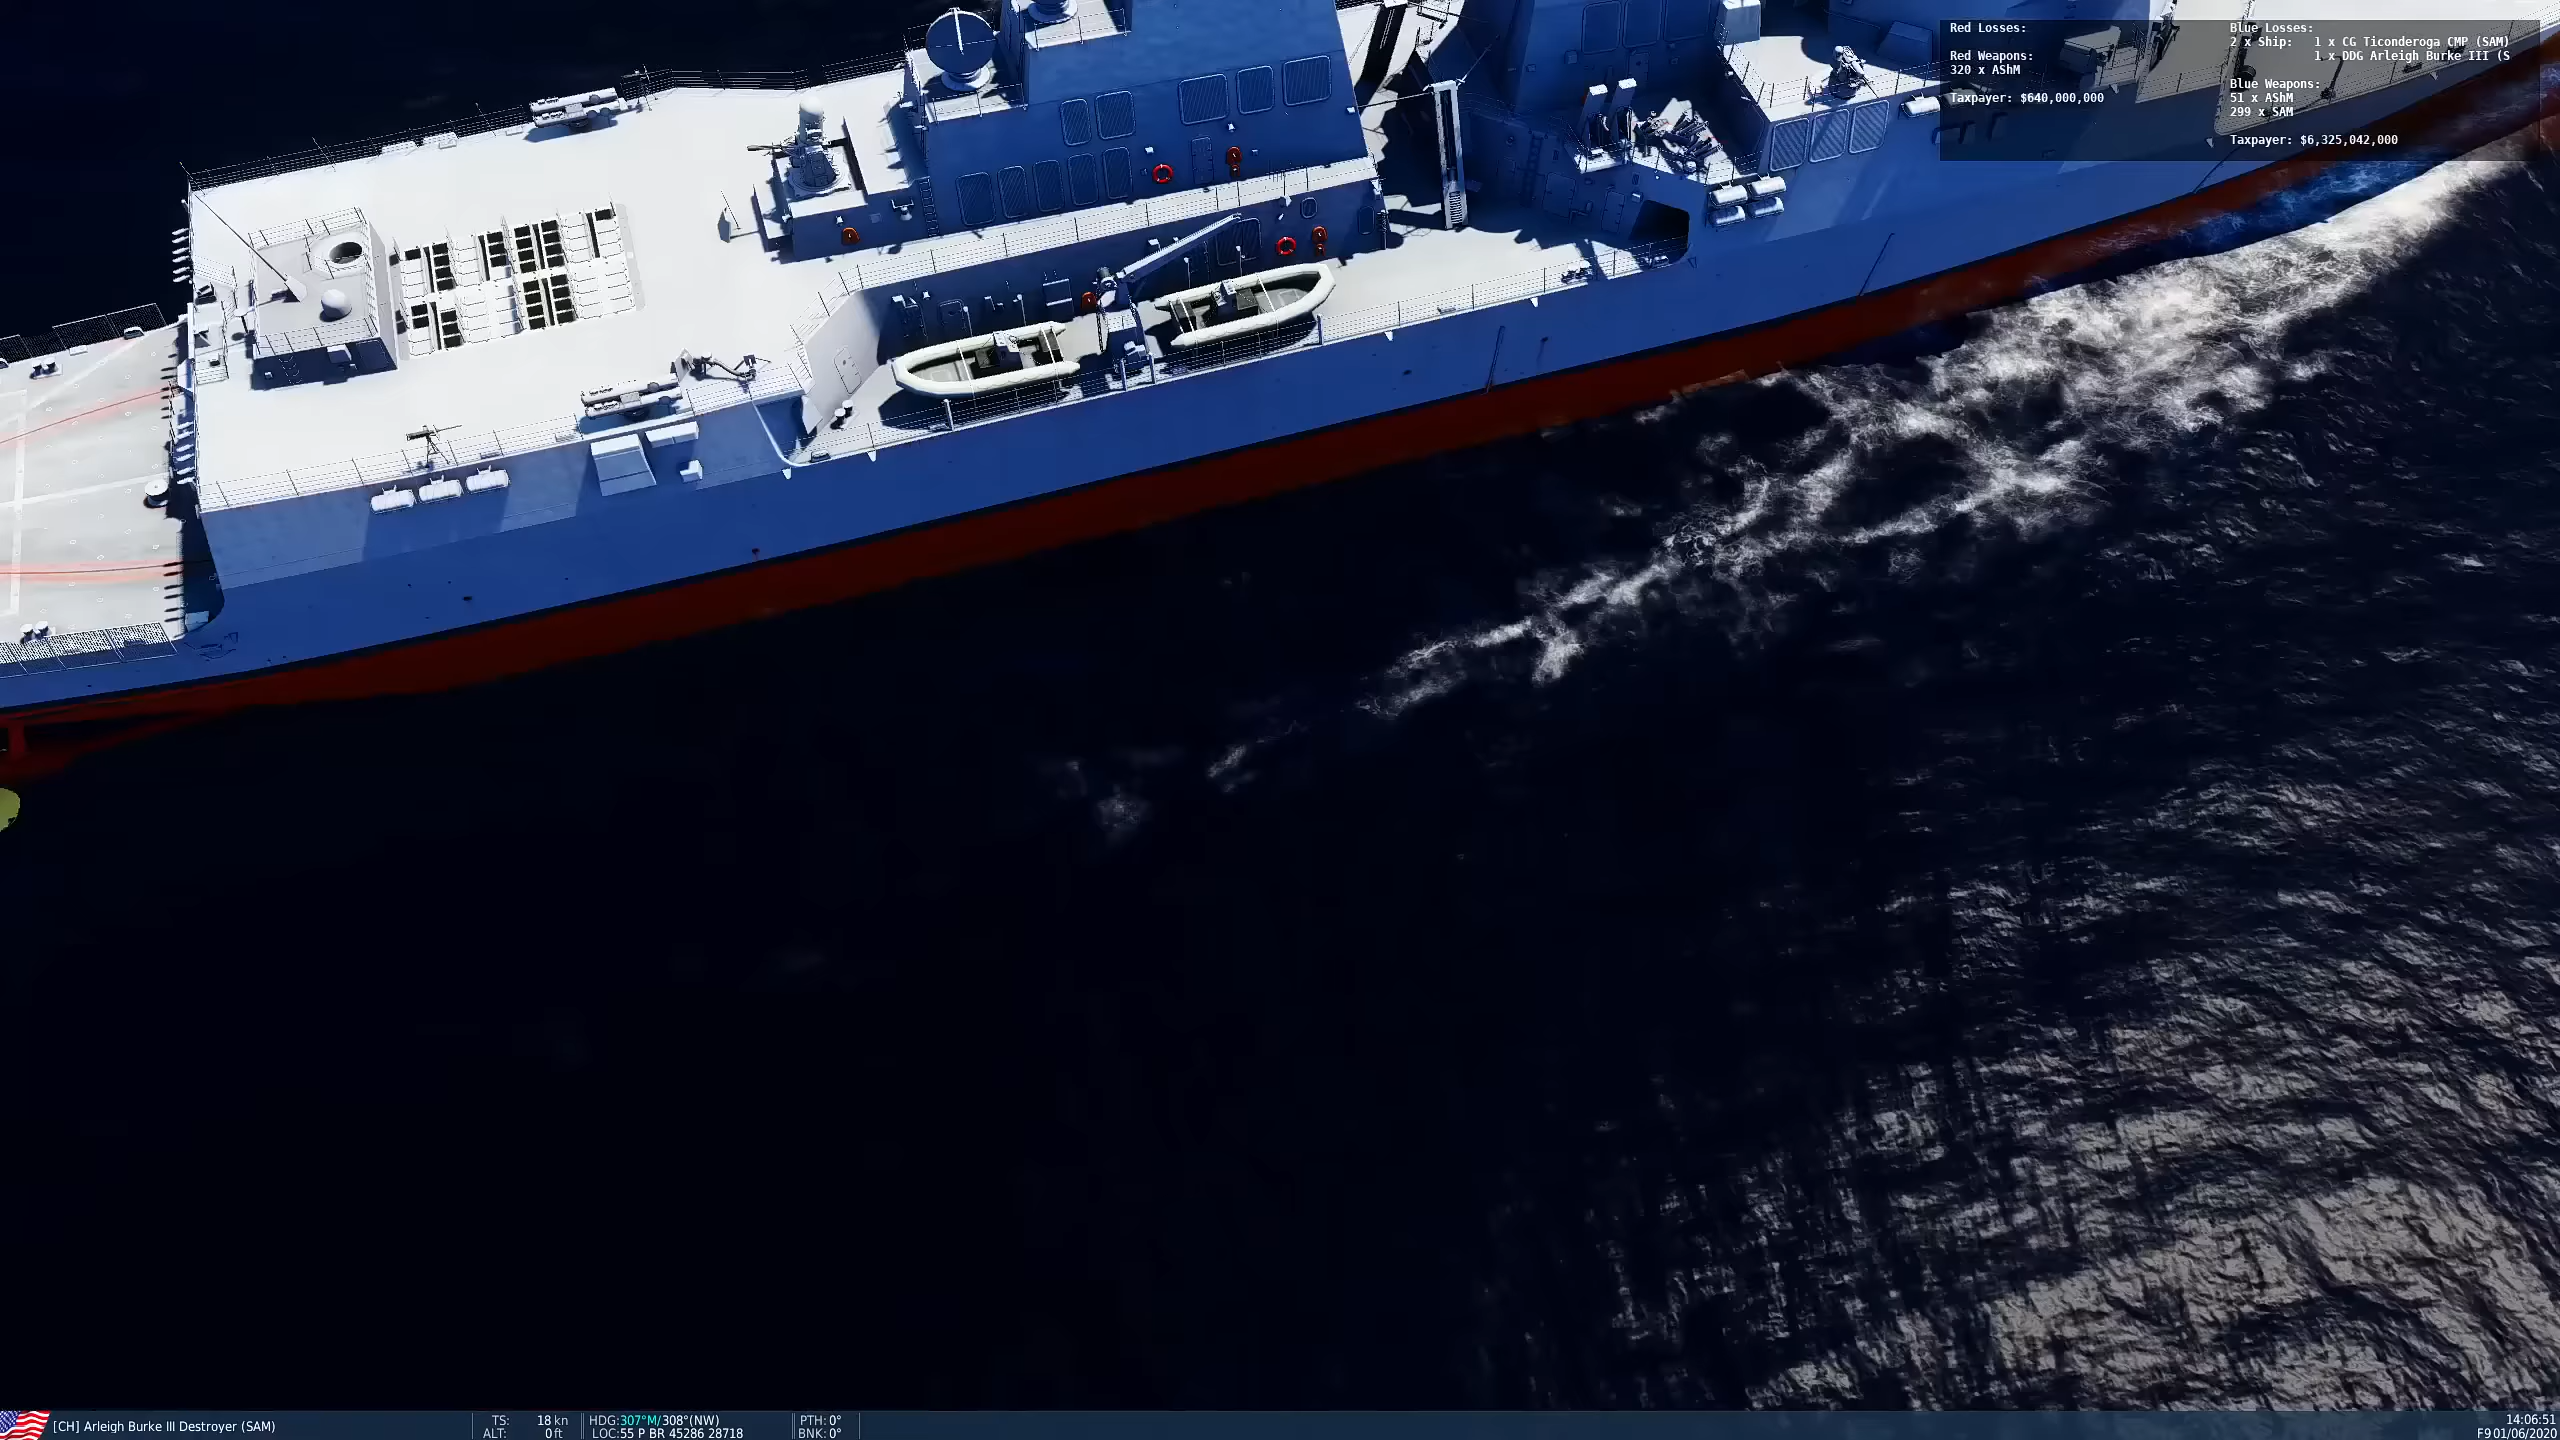 Red Losses:
Red Weapons:
320 x AShM
Taxpayer: $640,000,000
Blue Losses:
2 x Ship: 1 x CG Ticonderoga CMP (SAM)
1 x DDG Arleigh Burke III (S
Blue Weapons:
51 x AShM
299 x SAM
Taxpayer: $6,325,042,000
[CH] Arleigh Burke III Destroyer (SAM)
TS: 18 kn
ALT: 0 ft
HDG:307°M/308°(NW)
LOC:55 P BR 45286 28718
PTH: 0°
BNK: 0°
14:06:51
F9 01/06/2020